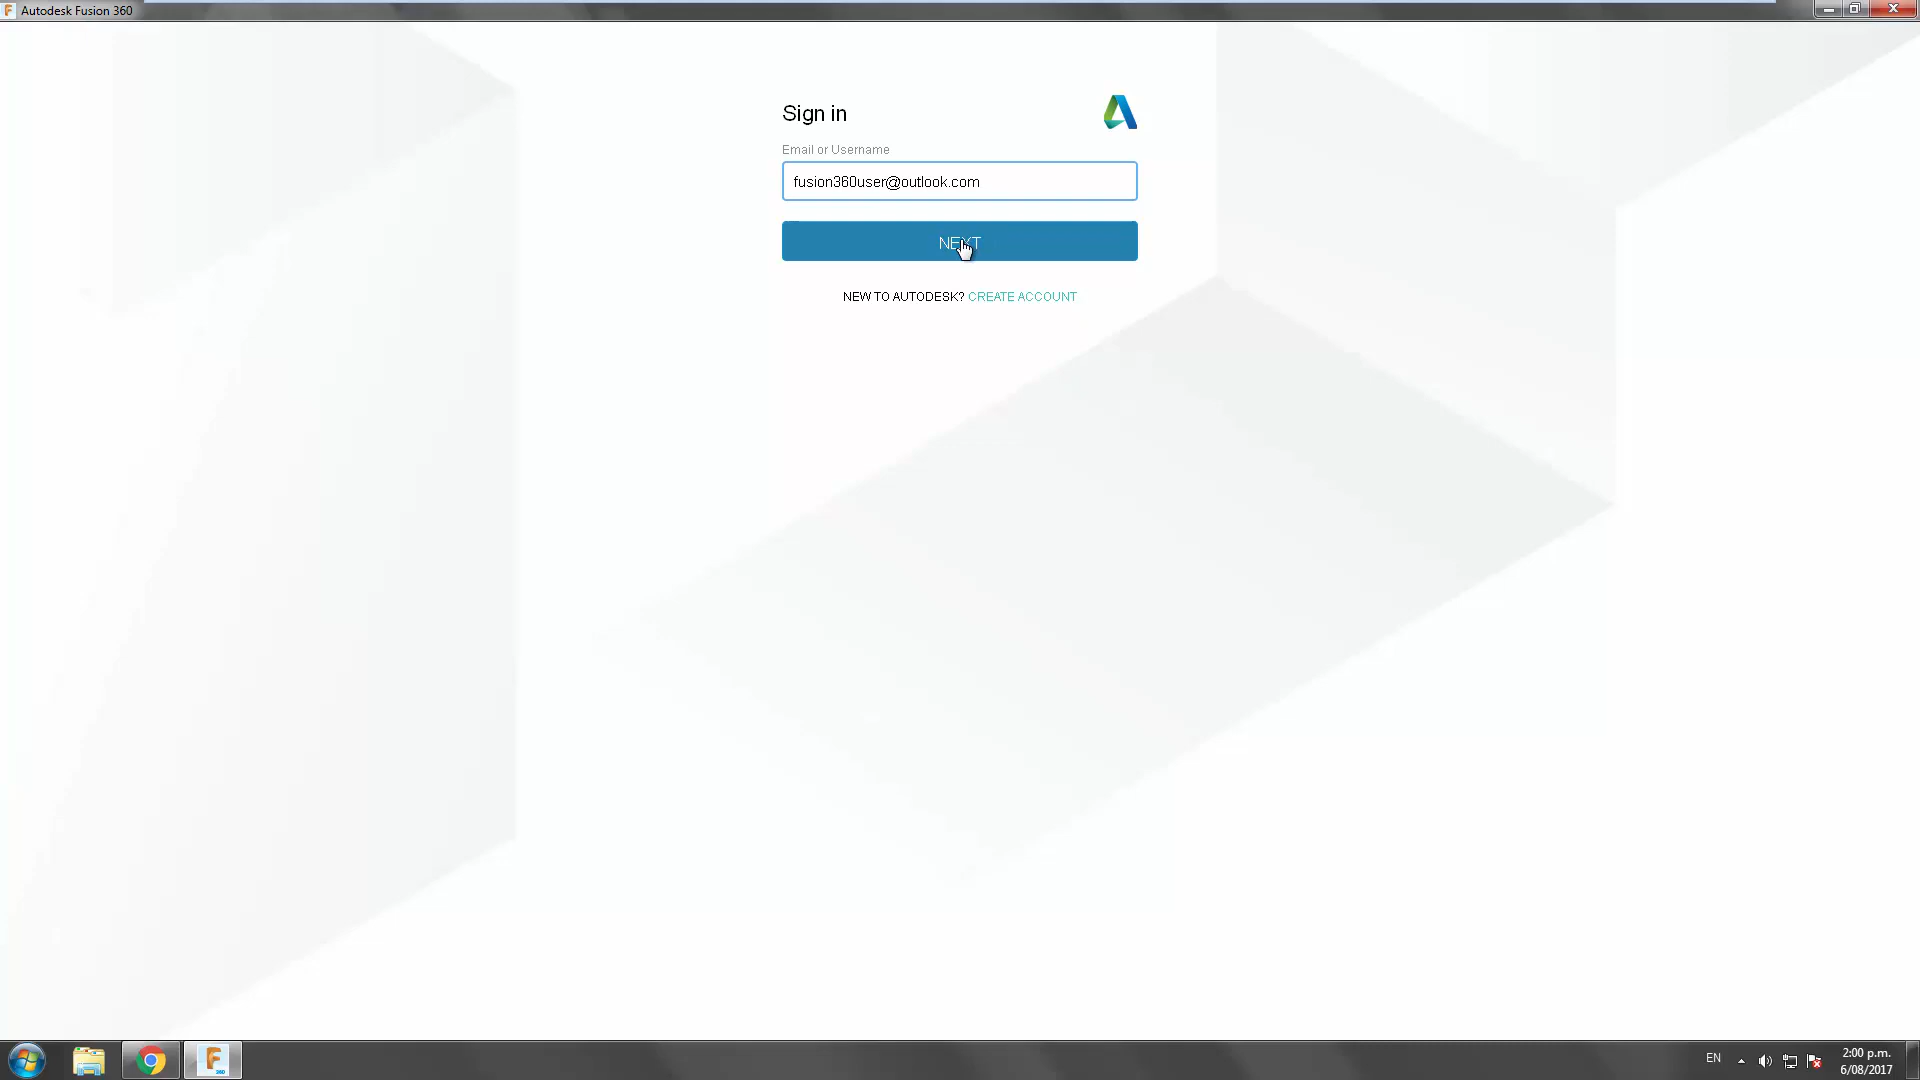 Autodesk Fusion 360
Sign in
Email or Username
fusion360user@outlook.com
NEXT
NEW TO AUTODESK? CREATE ACCOUNT
F
360
EN
2:00 p.m.
6/08/2017